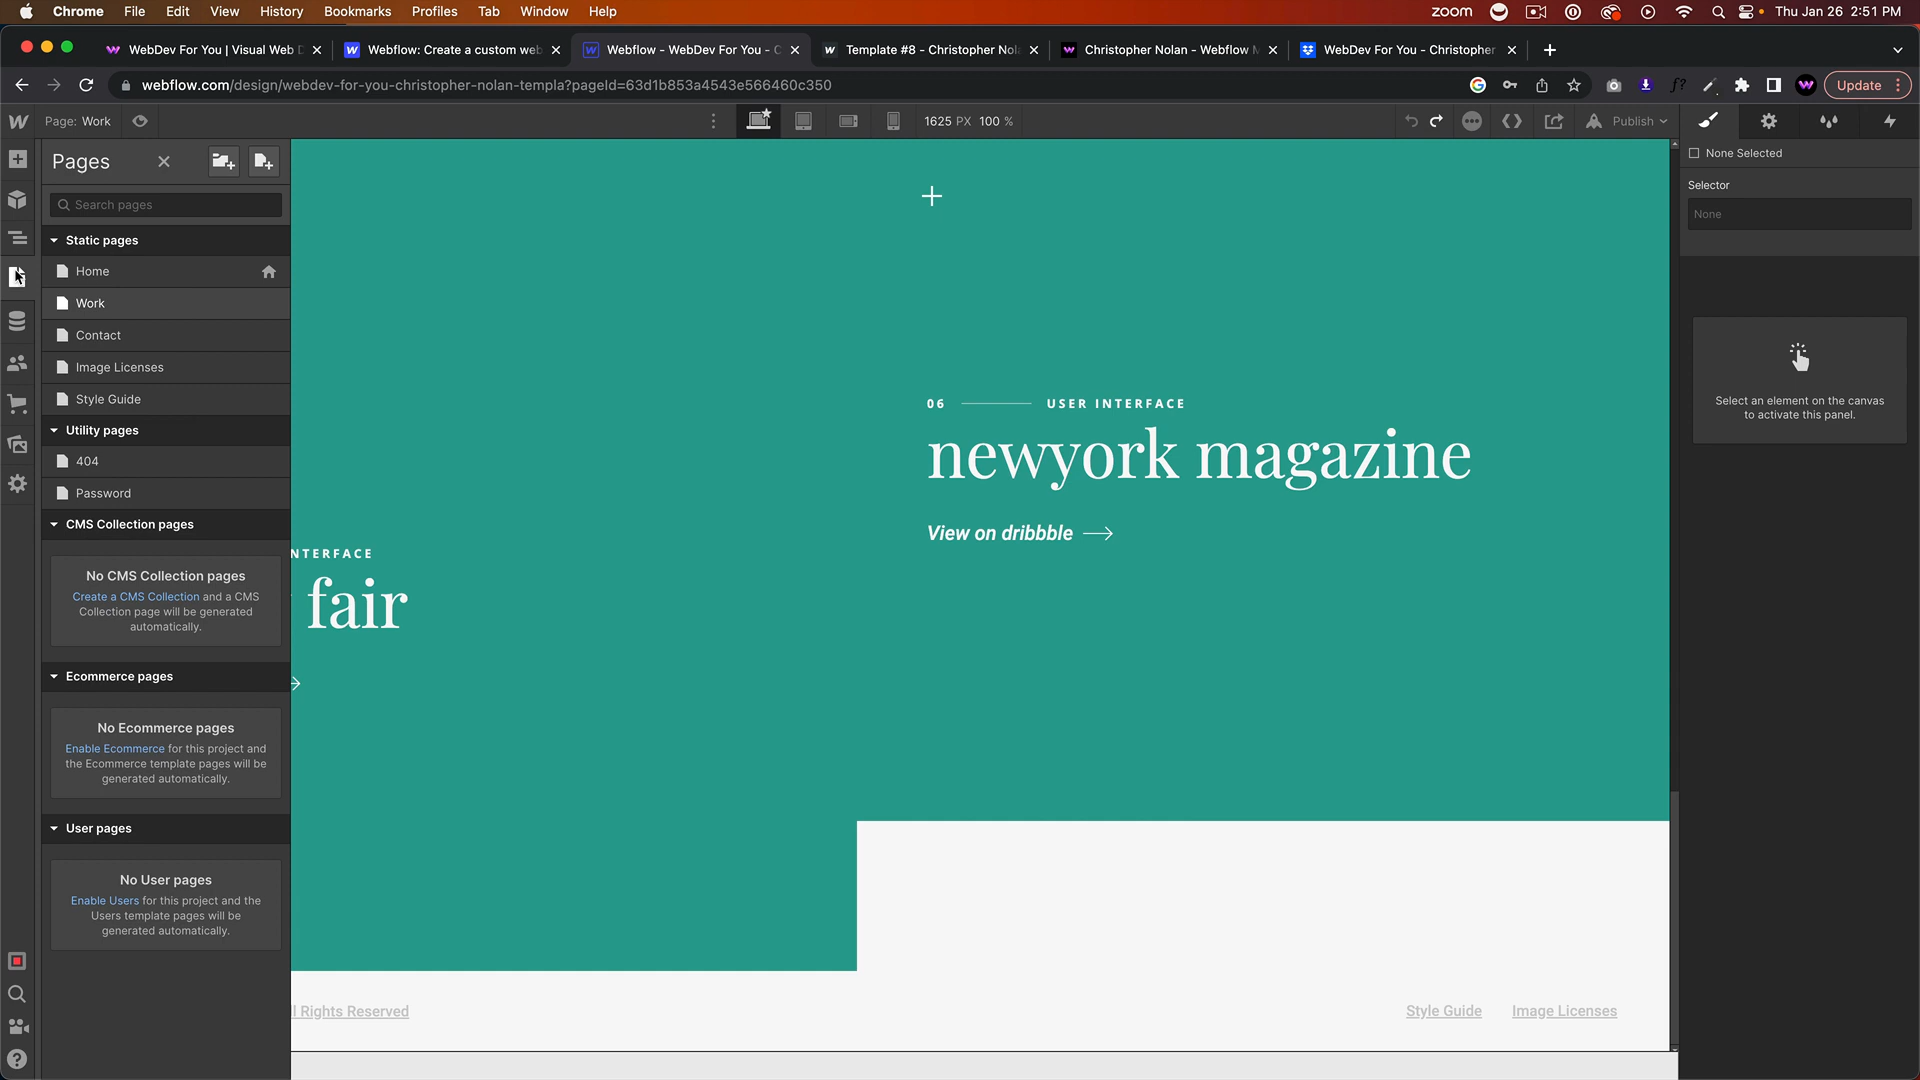 Chrome File Edit View History Bookmarks Profiles Tab Window Help
zoom
Thu Jan 26 2:51 PM
WebDev For You | Visual Web D
Webflow: Create a custom web
Webflow - WebDev For You - C
Template #8 - Christopher Nola
Christopher Nolan - Webflow M
WebDev For You - Christopher
webflow.com/design/webdev-for-you-christopher-nolan-templa?pageId=63d1b853a4543e566460c350
Update
Page: Work
1625 PX 100 %
Publish
Pages
Search pages
Static pages
Home
Work
Contact
Image Licenses
Style Guide
Utility pages
404
Password
CMS Collection pages
No CMS Collection pages
Create a CMS Collection and a CMS
Collection page will be generated
automatically.
Ecommerce pages
No Ecommerce pages
Enable Ecommerce for this project and
the Ecommerce template pages will be
generated automatically.
User pages
No User pages
Enable Users for this project and the
Users template pages will be
generated automatically.
NTERFACE
fair
06 USER INTERFACE
newyork magazine
View on dribbble
ll Rights Reserved
Style Guide Image Licenses
None Selected
Selector
None
Select an element on the canvas
to activate this panel.